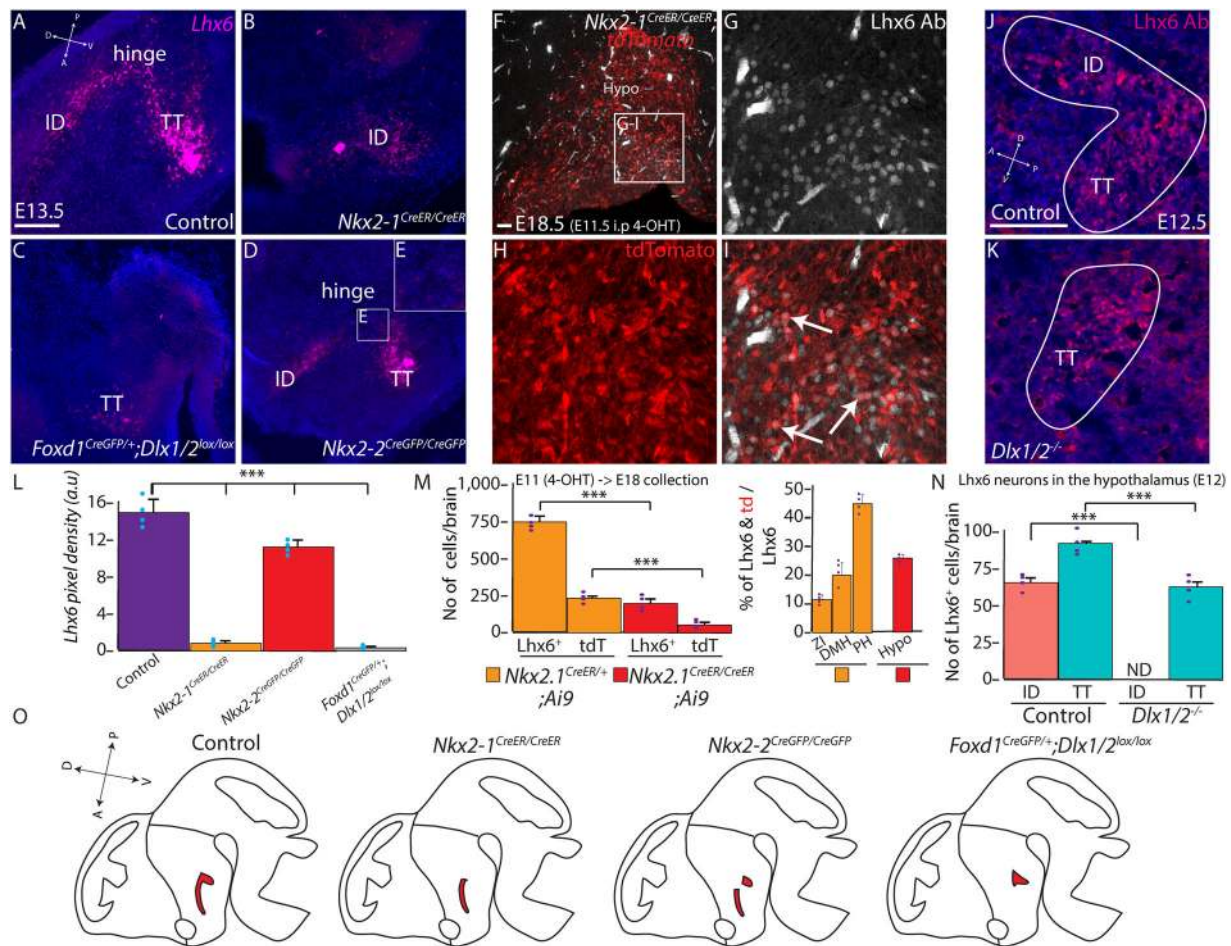 A
P
D
V
A
hinge
Lhx6
ID
TT
E13.5
Control
B
ID
Nkx2-1CreER/CreER
C
TT
Foxd1CreGFP/+;Dlx1/2lox/lox
D
E
hinge
E
ID
TT
Nkx2-2CreGFP/CreGFP
F
Nkx2-1CreER/CreER
tdTomato
Hypo
G-I
E18.5 (E11.5 i.p 4-OHT)
G
Lhx6 Ab
H
tdTomato
I
J
Lhx6 Ab
ID
D
A
P
V
TT
Control
E12.5
K
TT
Dlx1/2-/-
L
***
Lhx6 pixel density (a.u)
16
12
8
4
0
Control
Nkx2-1CreER/CreER
Nkx2-2CreGFP/CreGFP
Foxd1CreGFP/+;
Dlx1/2lox/lox
M
E11 (4-OHT) -> E18 collection
No of cells/brain
1,000
750
500
250
0
***
***
Lhx6+ tdT Lhx6+ tdT
Nkx2.1CreER/+
;Ai9
Nkx2.1CreER/CreER
;Ai9
% of Lhx6 & td /
Lhx6
50
40
30
20
10
0
ZI DMH PH Hypo
N
Lhx6 neurons in the hypothalamus (E12)
No of Lhx6+ cells/brain
100
75
50
25
0
***
***
ND
ID TT ID TT
Control Dlx1/2-/-
O
P
D
V
A
Control
Nkx2-1CreER/CreER
Nkx2-2CreGFP/CreGFP
Foxd1CreGFP/+;Dlx1/2lox/lox